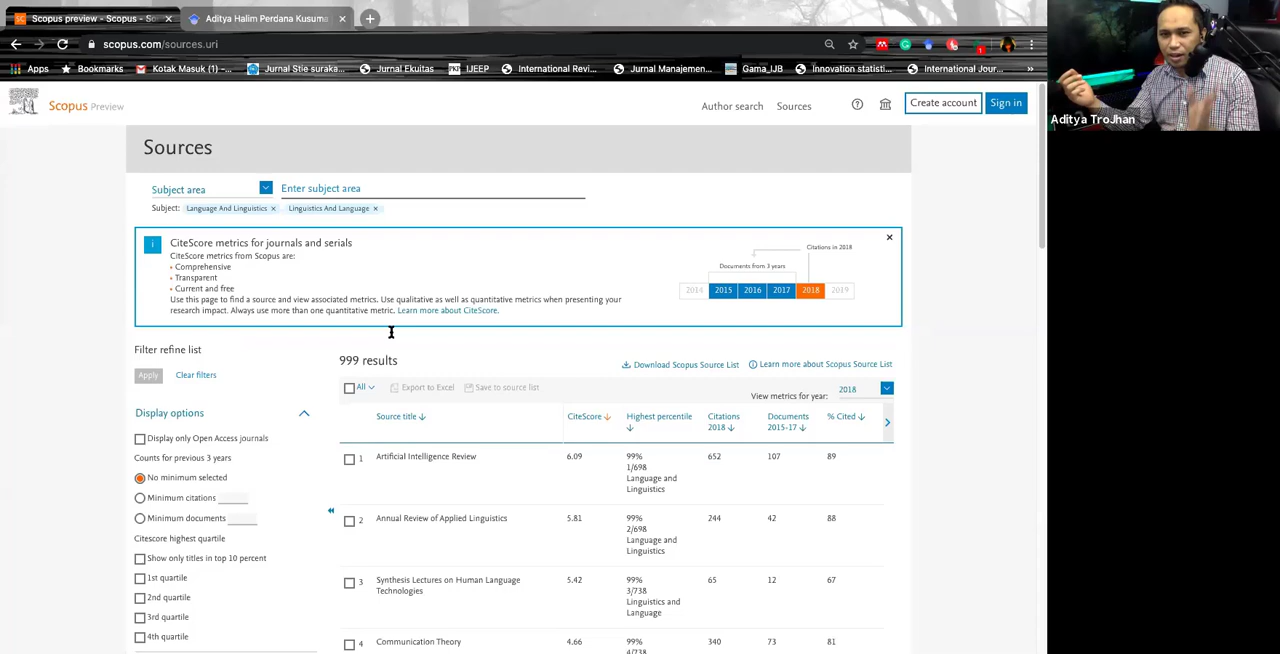 Scopus preview - Scopus - So
Aditya Halim Perdana Kusuma
scopus.com/sources.uri
Apps
Bookmarks
Kotak Masuk (1) -...
Jurnal Stie suraka...
Jurnal Ekuitas
IJEEP
International Revi...
Jurnal Manajemen...
Gama_IJB
Innovation statisti...
International Jour...
»
Scopus Preview
Author search
Sources
Create account
Sign in
Aditya TroJhan
Sources
Subject area
Enter subject area
Subject:
Language And Linguistics ×
Linguistics And Language ×
CiteScore metrics for journals and serials
CiteScore metrics from Scopus are:
• Comprehensive
• Transparent
• Current and free
Use this page to find a source and view associated metrics. Use qualitative as well as quantitative metrics when presenting your
research impact. Always use more than one quantitative metric. Learn more about CiteScore.
Citations in 2018
Documents from 3 years
2014 2015 2016 2017 2018 2019
Filter refine list
Apply
Clear filters
Display options
Display only Open Access journals
Counts for previous 3 years
No minimum selected
Minimum citations
Minimum documents
Citescore highest quartile
Show only titles in top 10 percent
1st quartile
2nd quartile
3rd quartile
4th quartile
999 results
Download Scopus Source List
Learn more about Scopus Source List
All
Export to Excel
Save to source list
View metrics for year:
2018
Source title ↓
CiteScore ↓
Highest percentile
↓
Citations
2018 ↓
Documents
2015-17 ↓
% Cited ↓
1 Artificial Intelligence Review 6.09 99% 652 107 89
1/698
Language and
Linguistics
2 Annual Review of Applied Linguistics 5.81 99% 244 42 88
2/698
Language and
Linguistics
3 Synthesis Lectures on Human Language 5.42 99% 65 12 67
Technologies 3/738
Linguistics and
Language
4 Communication Theory 4.66 99% 340 73 81
4/738